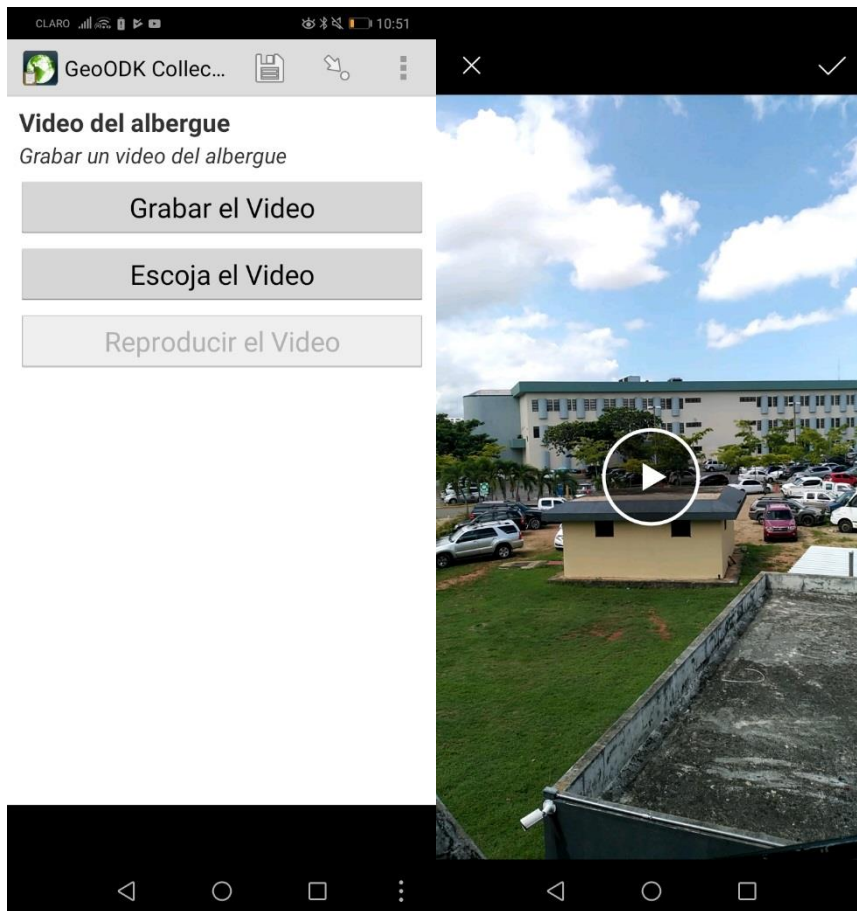 CLARO 10:51
GeoODK Collec...
Video del albergue
Grabar un video del albergue
Grabar el Video
Escoja el Video
Reproducir el Video